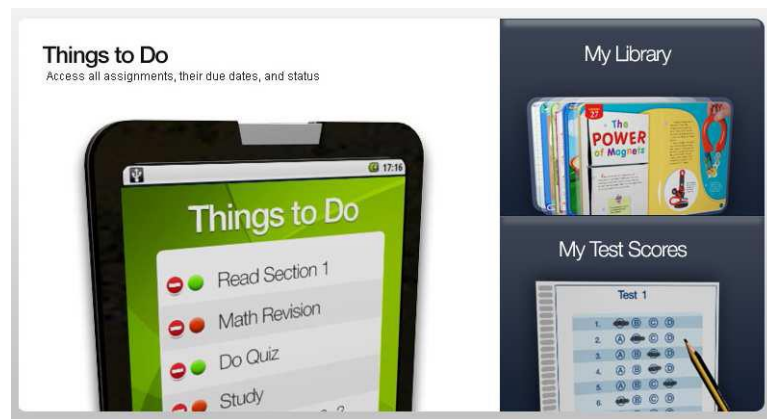 Things to Do
Access all assignments, their due dates, and status
17:16
Things to Do
Read Section 1
Math Revision
Do Quiz
Study
My Library
27
The
POWER
of Magnets
My Test Scores
Test 1
1. A B C D
2. A B C D
3. A B C D
4. A B C D
5. A B C D
6. A B C D